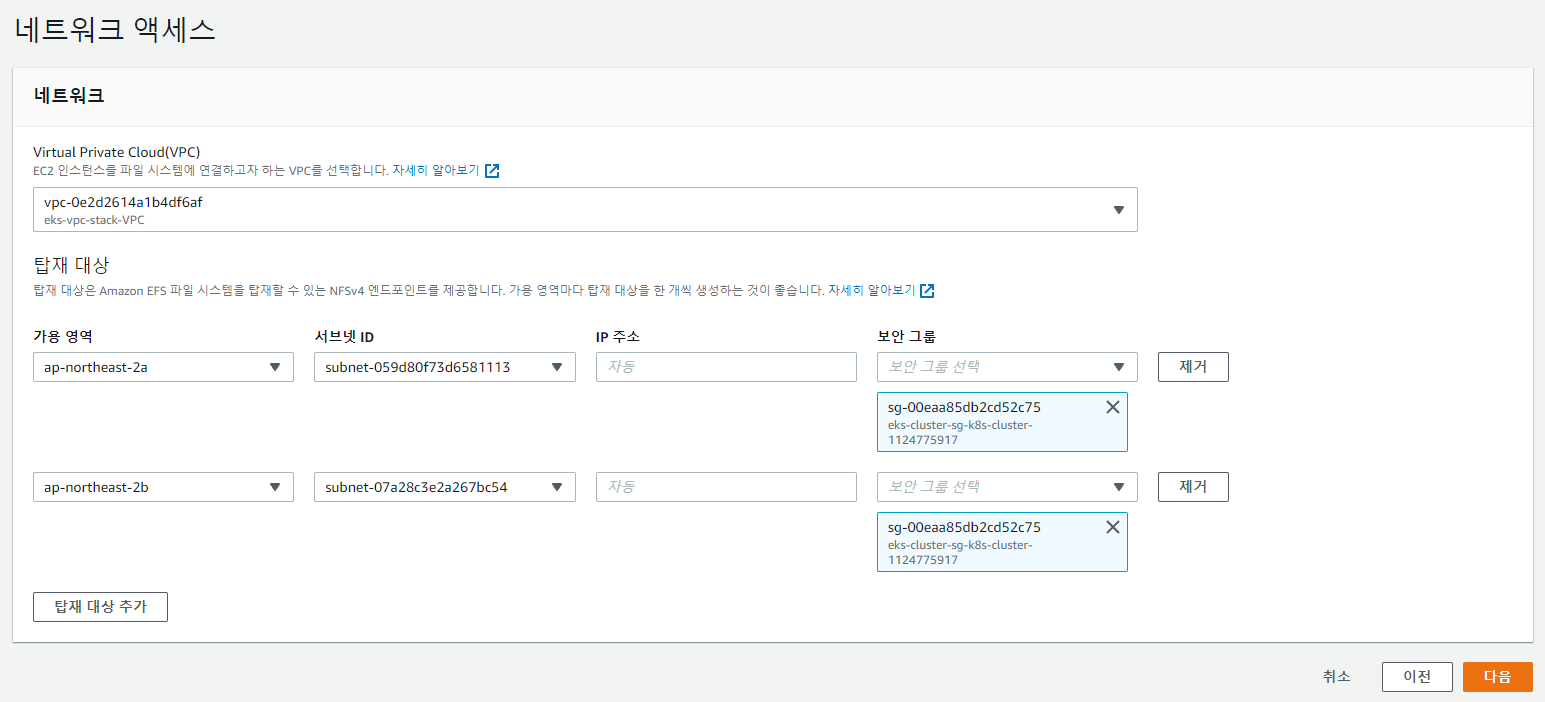 네트워크 액세스
네트워크
Virtual Private Cloud(VPC)
EC2 인스턴스를 파일 시스템에 연결하고자 하는 VPC를 선택합니다. 자세히 알아보기
vpc-0e2d2614a1b4df6af
eks-vpc-stack-VPC
탑재 대상
탑재 대상은 Amazon EFS 파일 시스템을 탑재할 수 있는 NFSv4 엔드포인트를 제공합니다. 가용 영역마다 탑재 대상을 한 개씩 생성하는 것이 좋습니다. 자세히 알아보기
가용 영역 서브넷 ID IP 주소 보안 그룹
ap-northeast-2a subnet-059d80f73d6581113 자동 보안 그룹 선택 제거
sg-00eaa85db2cd52c75
eks-cluster-sg-k8s-cluster-
1124775917
ap-northeast-2b subnet-07a28c3e2a267bc54 자동 보안 그룹 선택 제거
sg-00eaa85db2cd52c75
eks-cluster-sg-k8s-cluster-
1124775917
탑재 대상 추가
취소 이전 다음